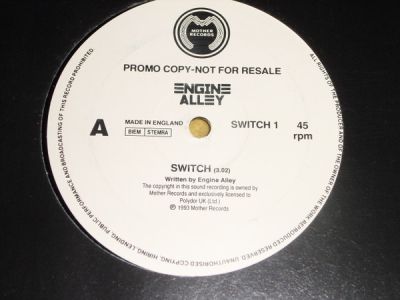 MOTHER
RECORDS
PROMO COPY-NOT FOR RESALE
ENGINE
ALLEY
MADE IN ENGLAND
A
BIEM STEMRA
SWITCH 1
45
rpm
SWITCH (3.02)
Written by Engine Alley
The copyright in this sound recording is owned by
Mother Records and exclusively licensed to
Polydor UK (Ltd.)
℗ 1993 Mother Records
ALL RIGHTS OF THE PRODUCER AND OF THE OWNER OF THE WORK REPRODUCED RESERVED. UNAUTHORISED COPYING, HIRING, LENDING, PUBLIC PERFORMANCE AND BROADCASTING OF THIS RECORD PROHIBITED.